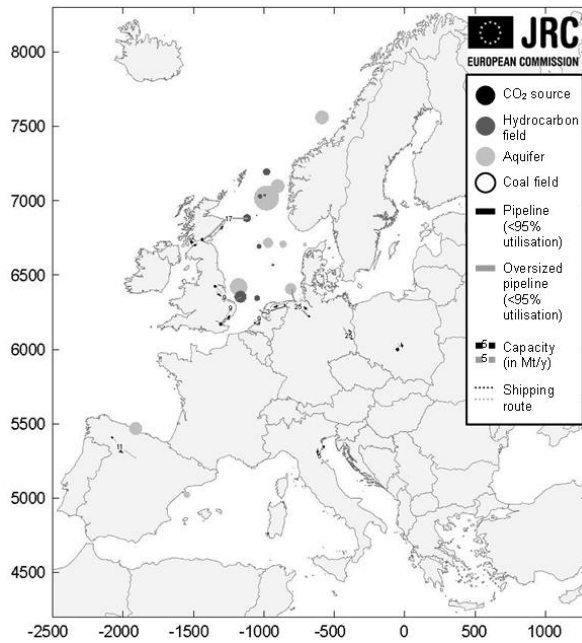 JRC
EUROPEAN COMMISSION
CO₂ source
Hydrocarbon
field
Aquifer
Coal field
Pipeline
(<95%
utilisation)
Oversized
pipeline
(<95%
utilisation)
5
5
Capacity
(in Mt/y)
Shipping
route
8000
7500
7000
6500
6000
5500
5000
4500
17
9
25
11
-2500 -2000 -1500 -1000 -500 0 500 1000